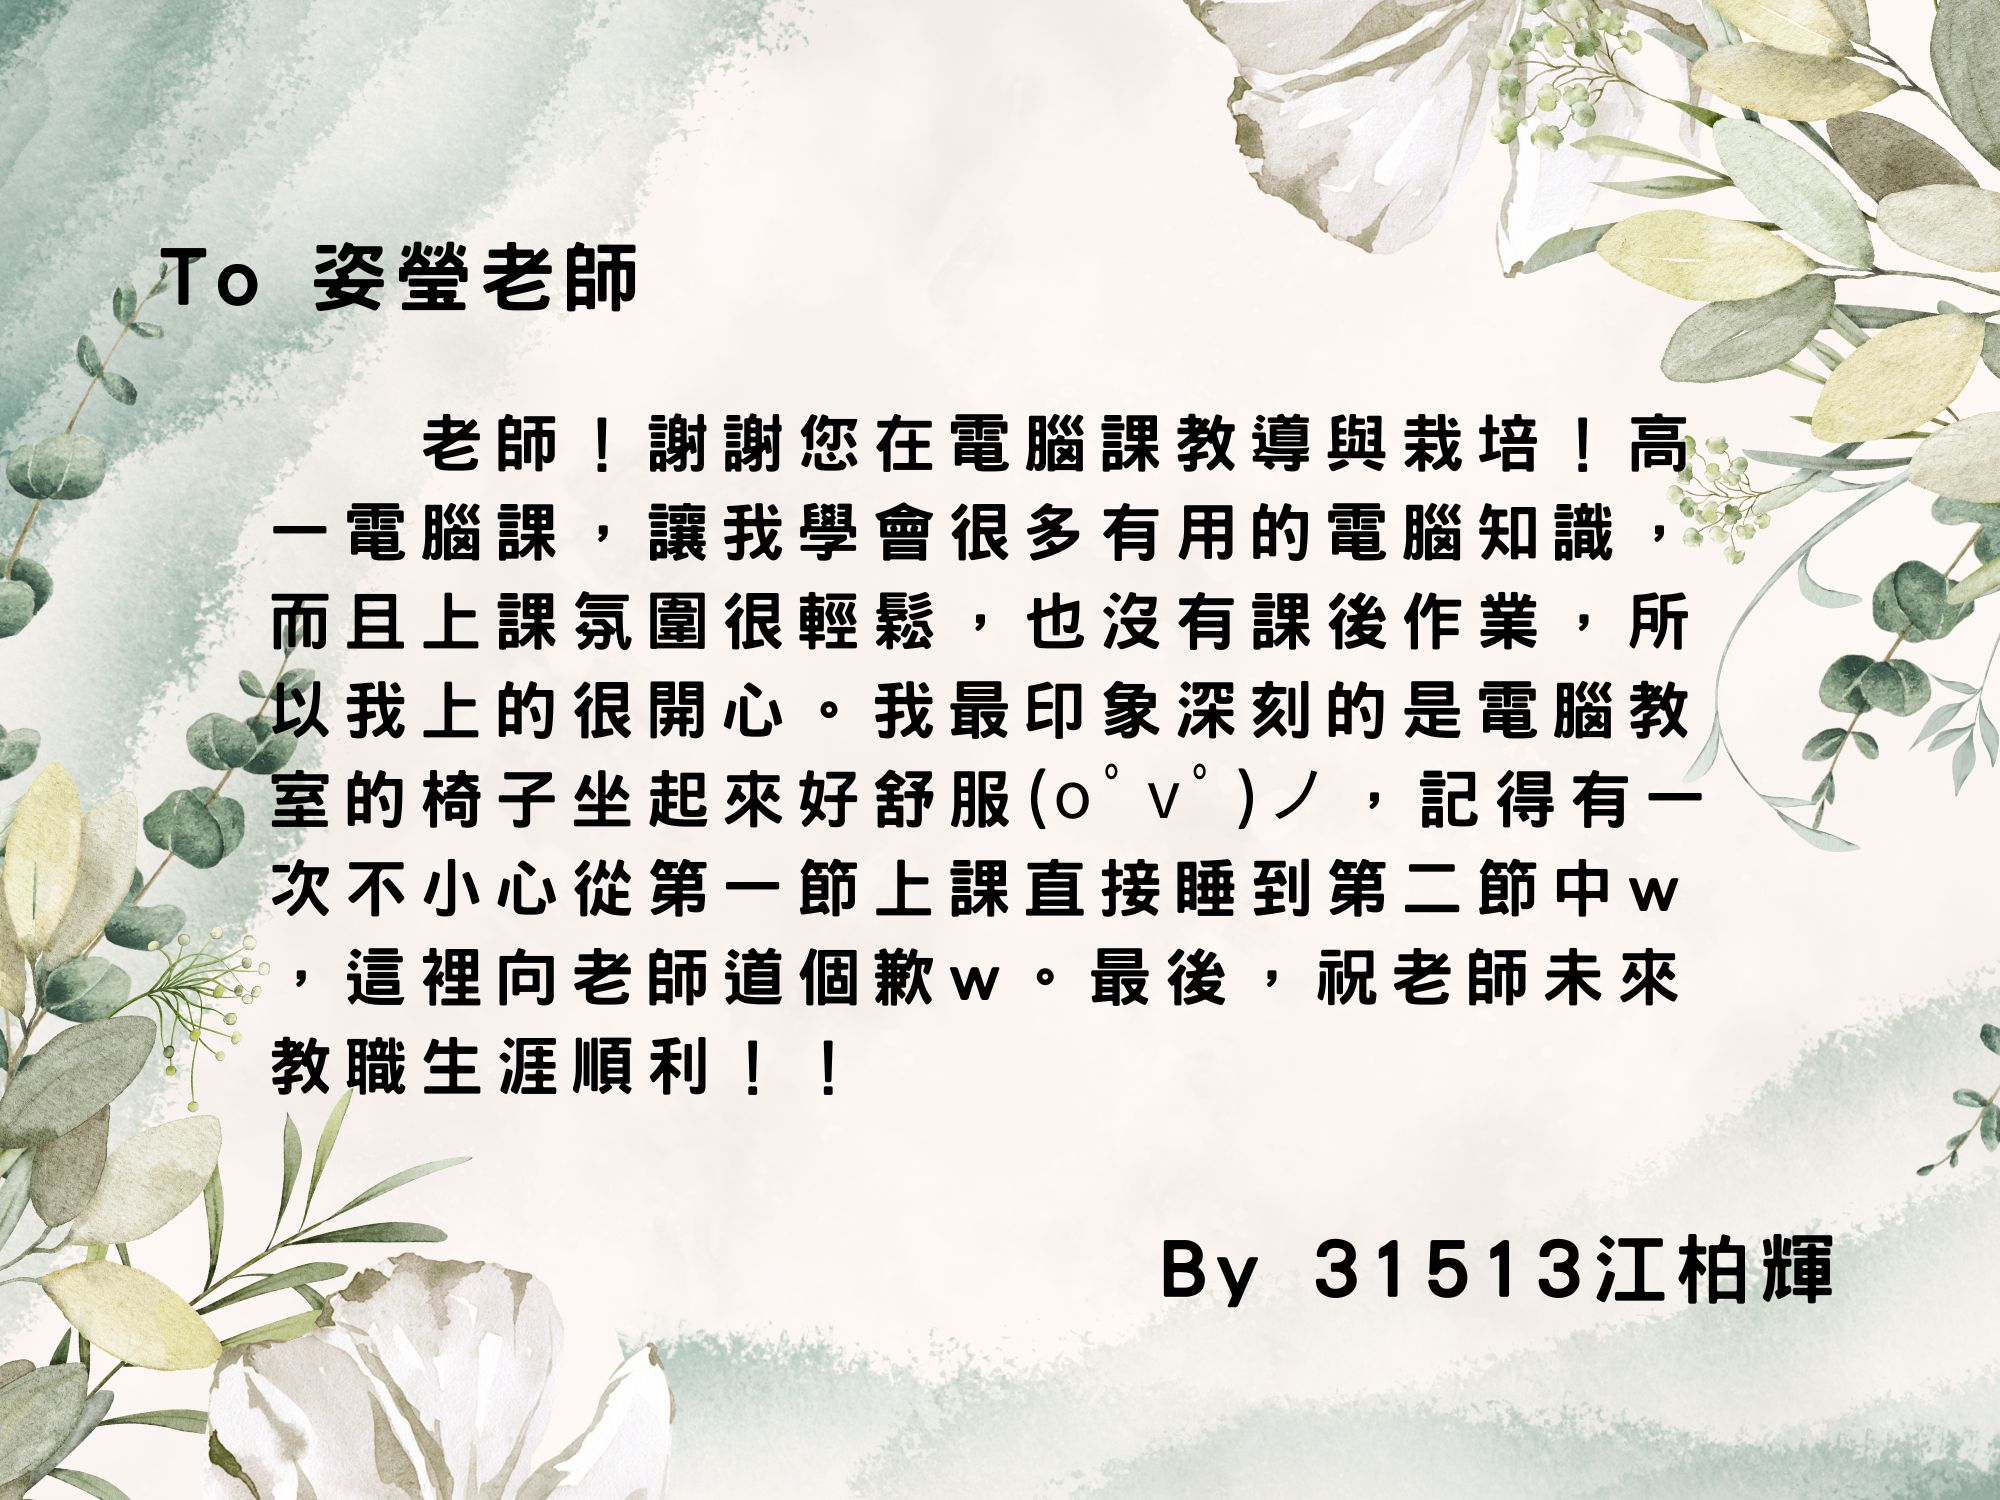 To 姿瑩老師
老師！謝謝您在電腦課教導與栽培！高
一電腦課，讓我學會很多有用的電腦知識，
而且上課氛圍很輕鬆，也沒有課後作業，所
以我上的很開心。我最印象深刻的是電腦教
室的椅子坐起來好舒服(o゚v゚)ノ，記得有一
次不小心從第一節上課直接睡到第二節中w
，這裡向老師道個歉w。最後，祝老師未來
教職生涯順利！！
By 31513江柏輝